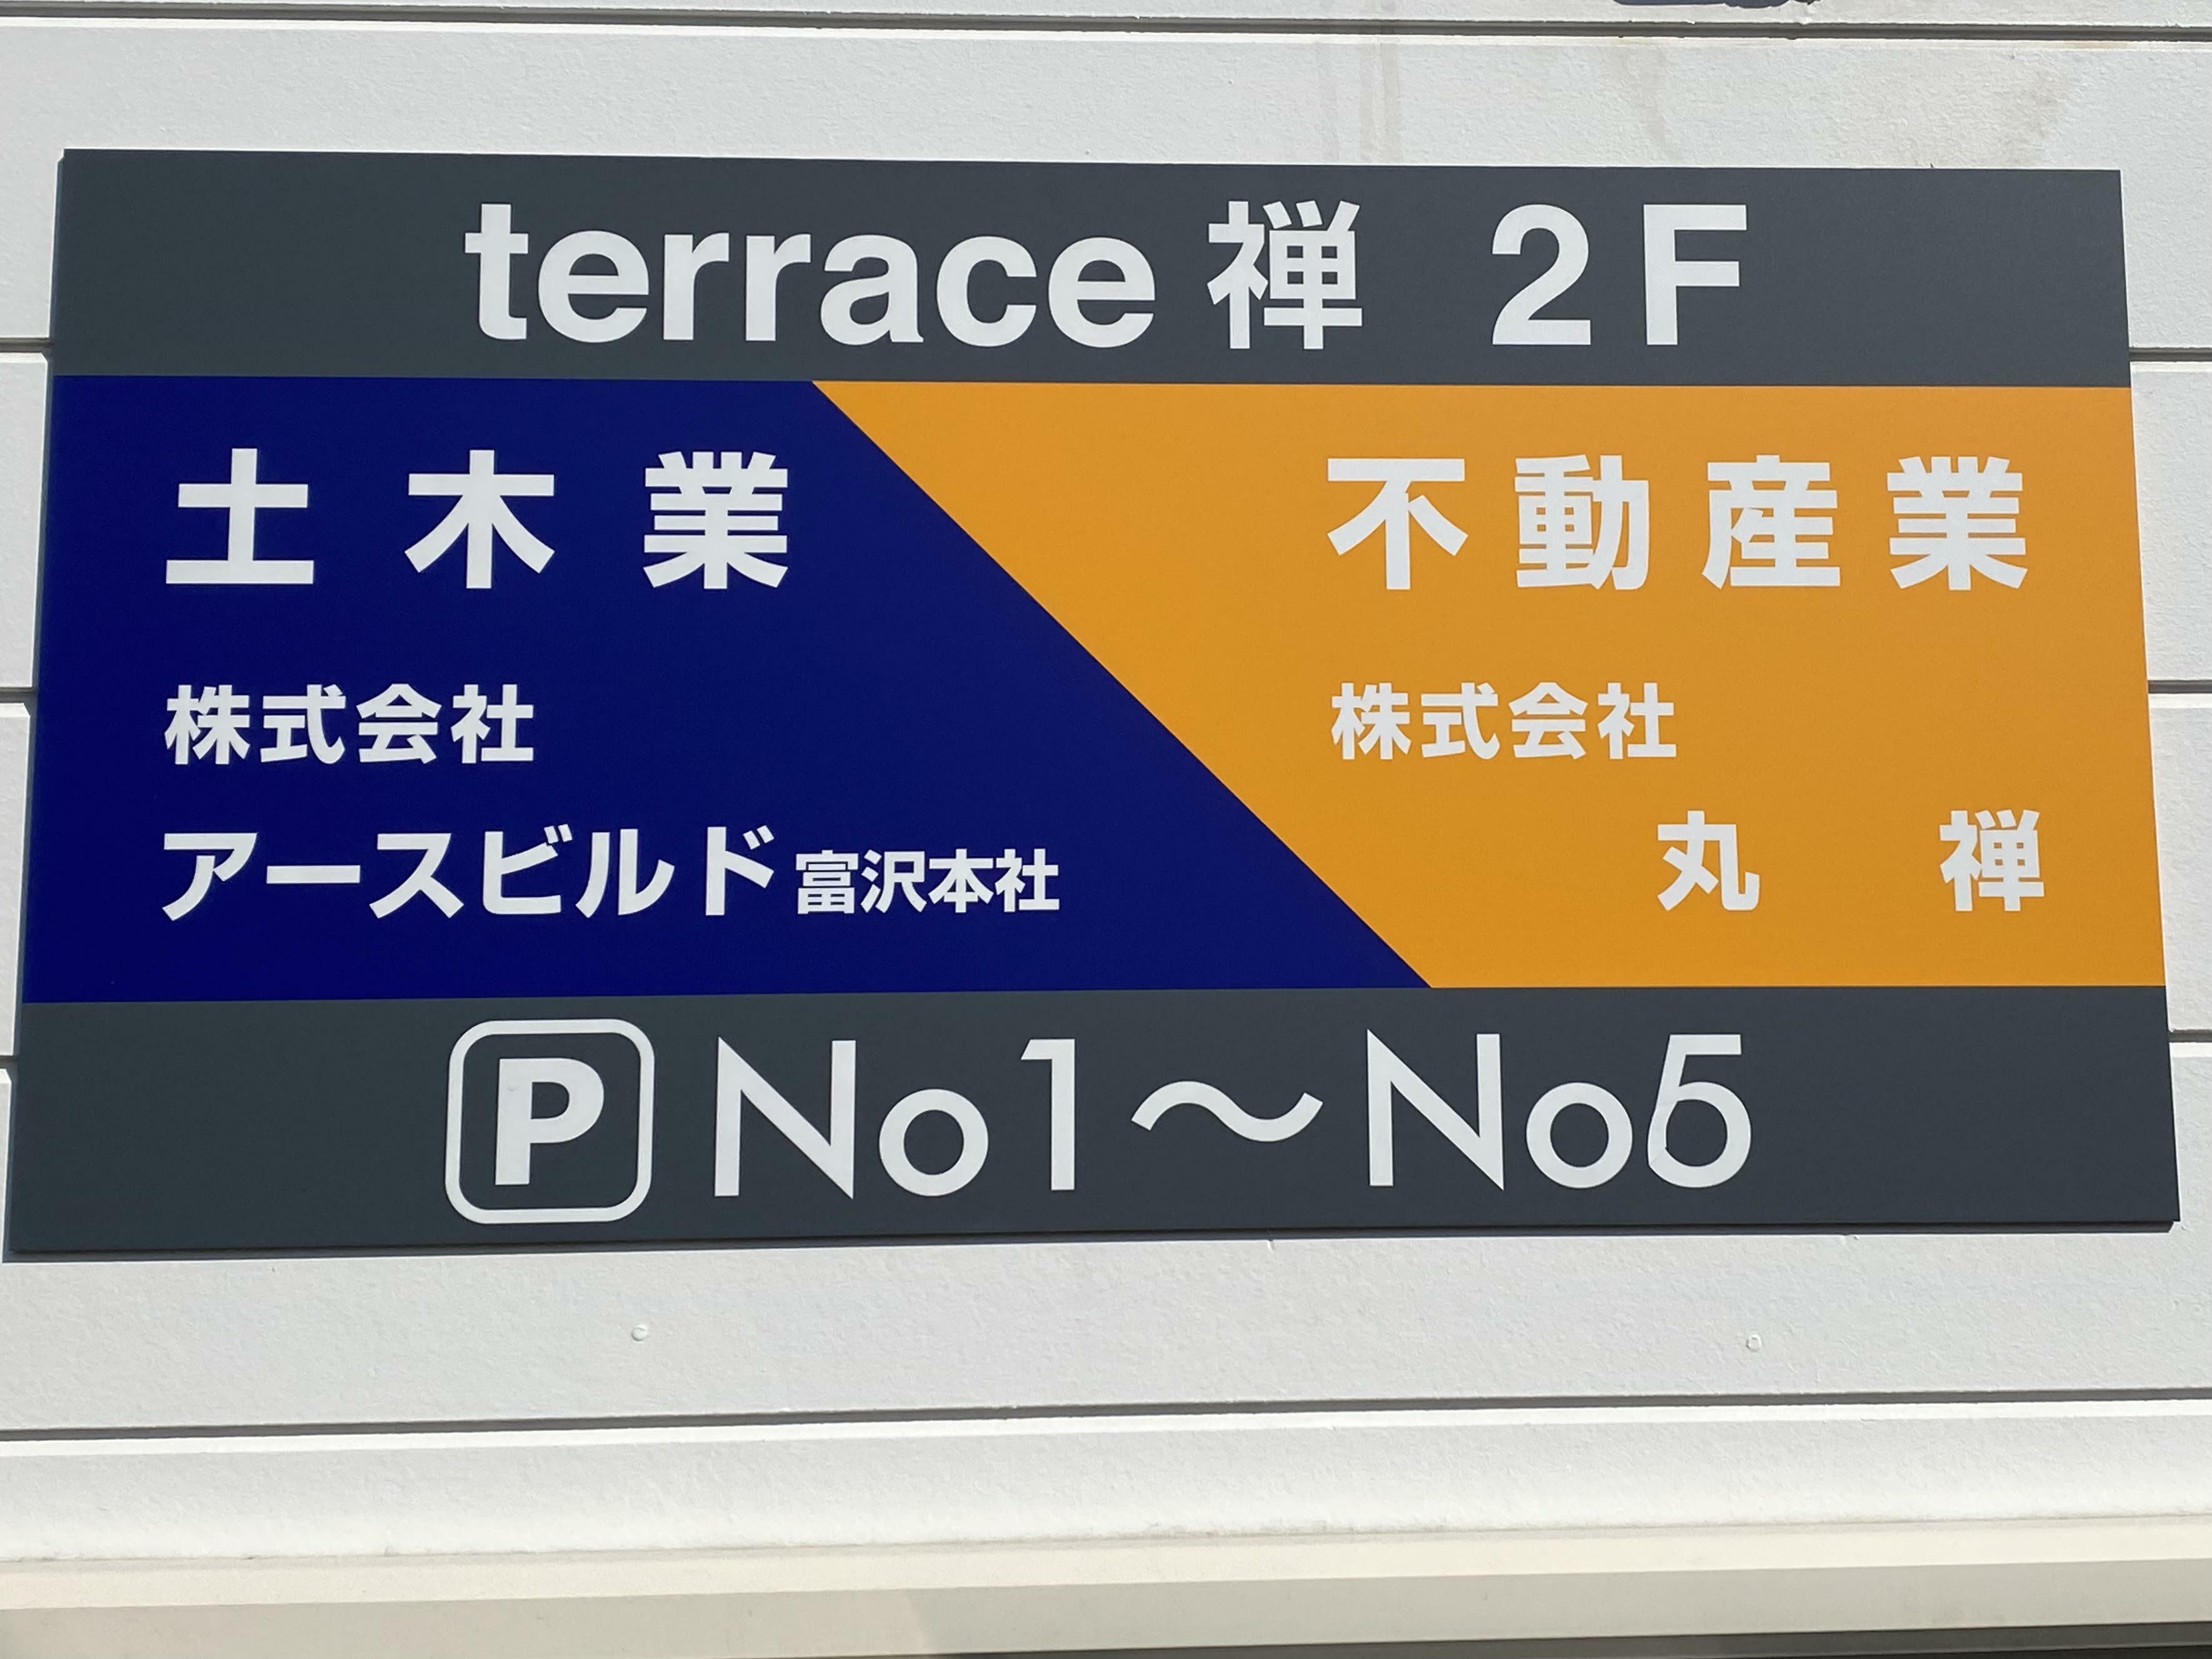 terrace 禅 2F
土木業
株式会社
アースビルド 富沢本社
不動産業
株式会社
丸 禅
P No1～No5